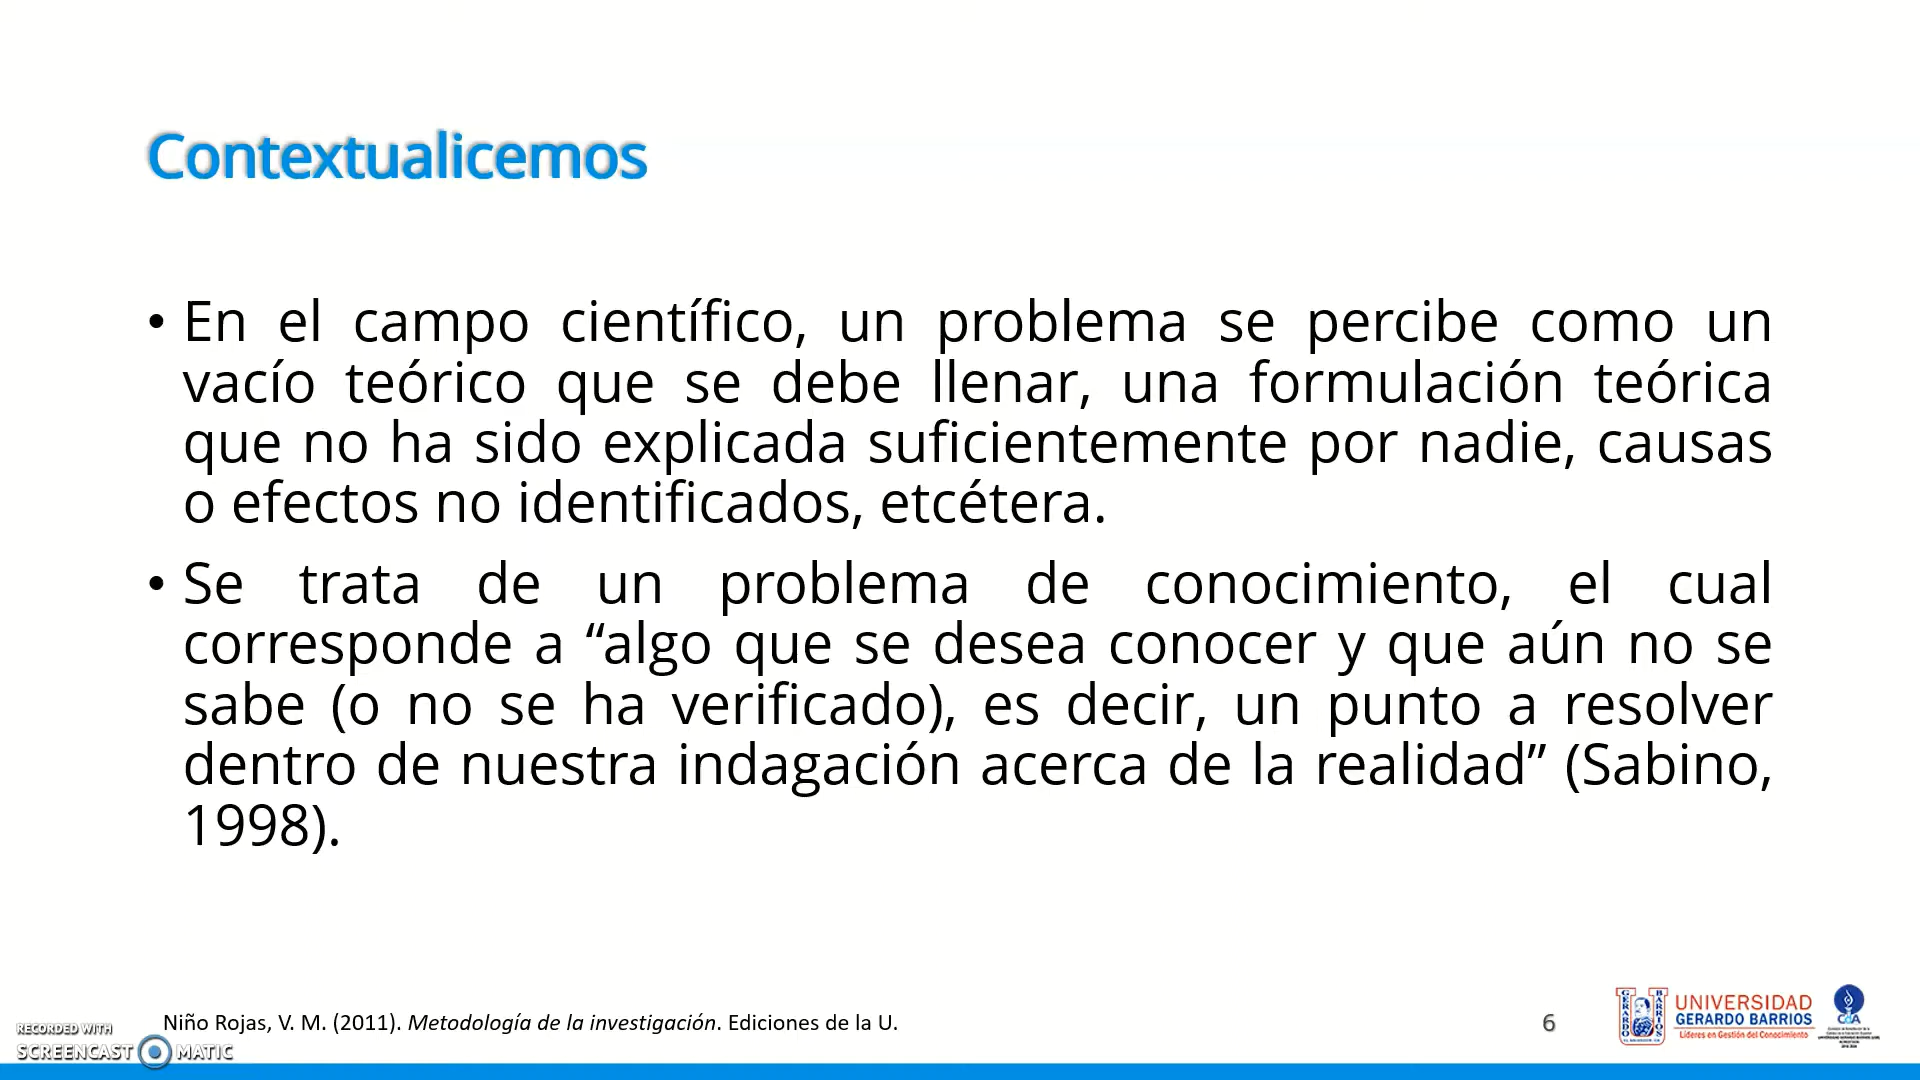 Contextualicemos
• En el campo científico, un problema se percibe como un
vacío teórico que se debe llenar, una formulación teórica
que no ha sido explicada suficientemente por nadie, causas
o efectos no identificados, etcétera.
• Se trata de un problema de conocimiento, el cual
corresponde a “algo que se desea conocer y que aún no se
sabe (o no se ha verificado), es decir, un punto a resolver
dentro de nuestra indagación acerca de la realidad” (Sabino,
1998).
Niño Rojas, V. M. (2011). Metodología de la investigación. Ediciones de la U.
6
GERARDO
BARRIOS
UNIVERSIDAD
GERARDO BARRIOS
Líderes en Gestión del Conocimiento
CdA
RECORDED WITH
SCREENCAST MATIC